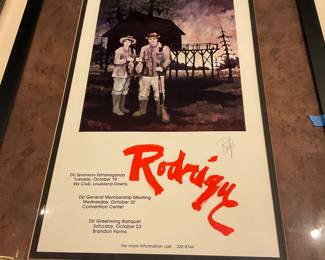 Rodrigue
DU Sponsors Extravaganza
Tuesday, October 19
Sky Club, Louisiana Downs
DU General Membership Meeting
Wednesday, October 20
Convention Center
DU Greenwing Banquet
Saturday, October 23
Brandon Farms
For more information call: 222-8744